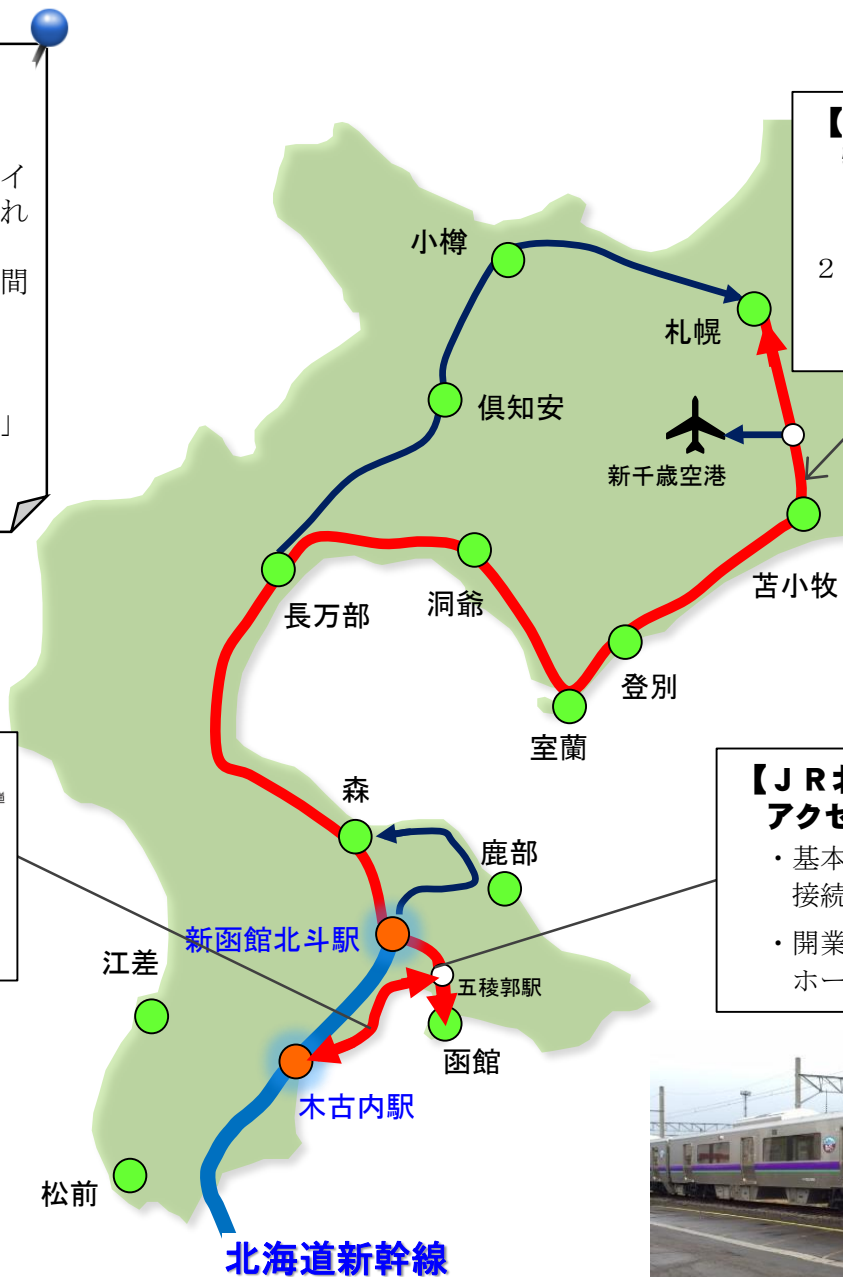 イ
れ
間
」
【
２
小樽
札幌
倶知安
新千歳空港
苫小牧
長万部
洞爺
登別
室蘭
森
鹿部
新函館北斗駅
江差
五稜郭駅
函館
木古内駅
松前
北海道新幹線
【ＪＲ北
アクセ
・基本
接続
・開業
ホー